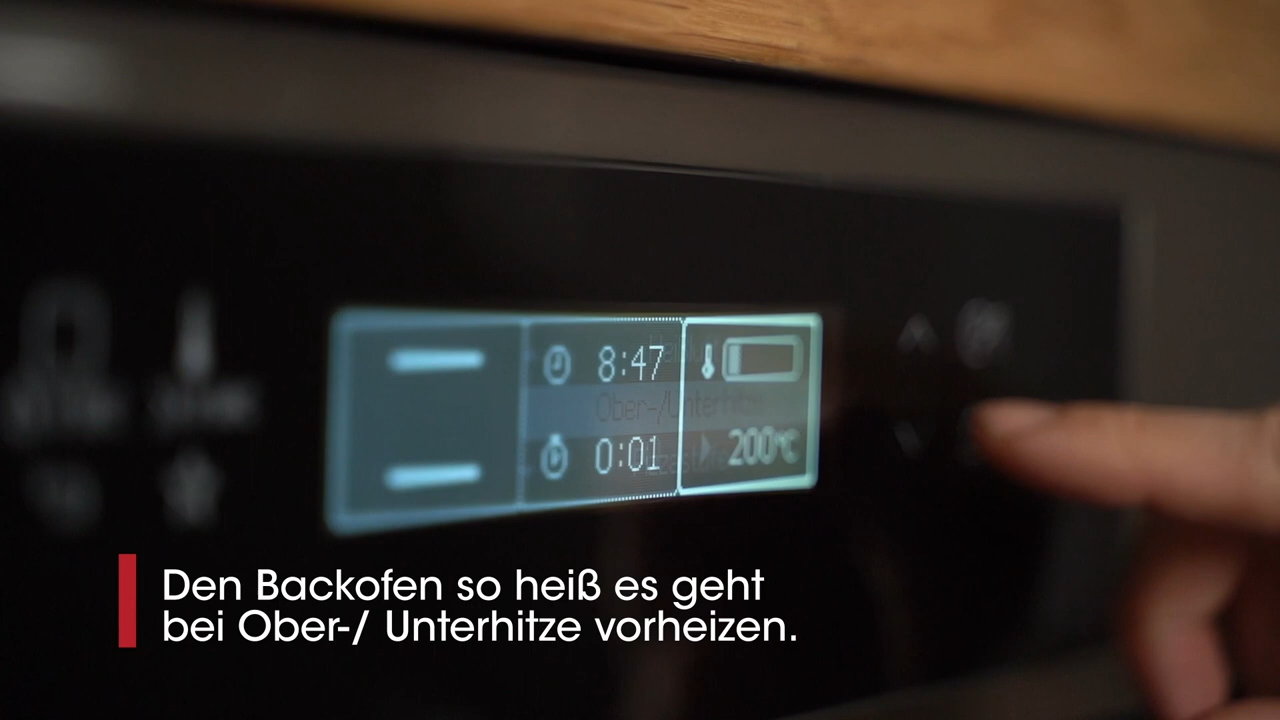 8:47
Ober-/Unterhitze
0:01
200°C
Den Backofen so heiß es geht
bei Ober-/ Unterhitze vorheizen.